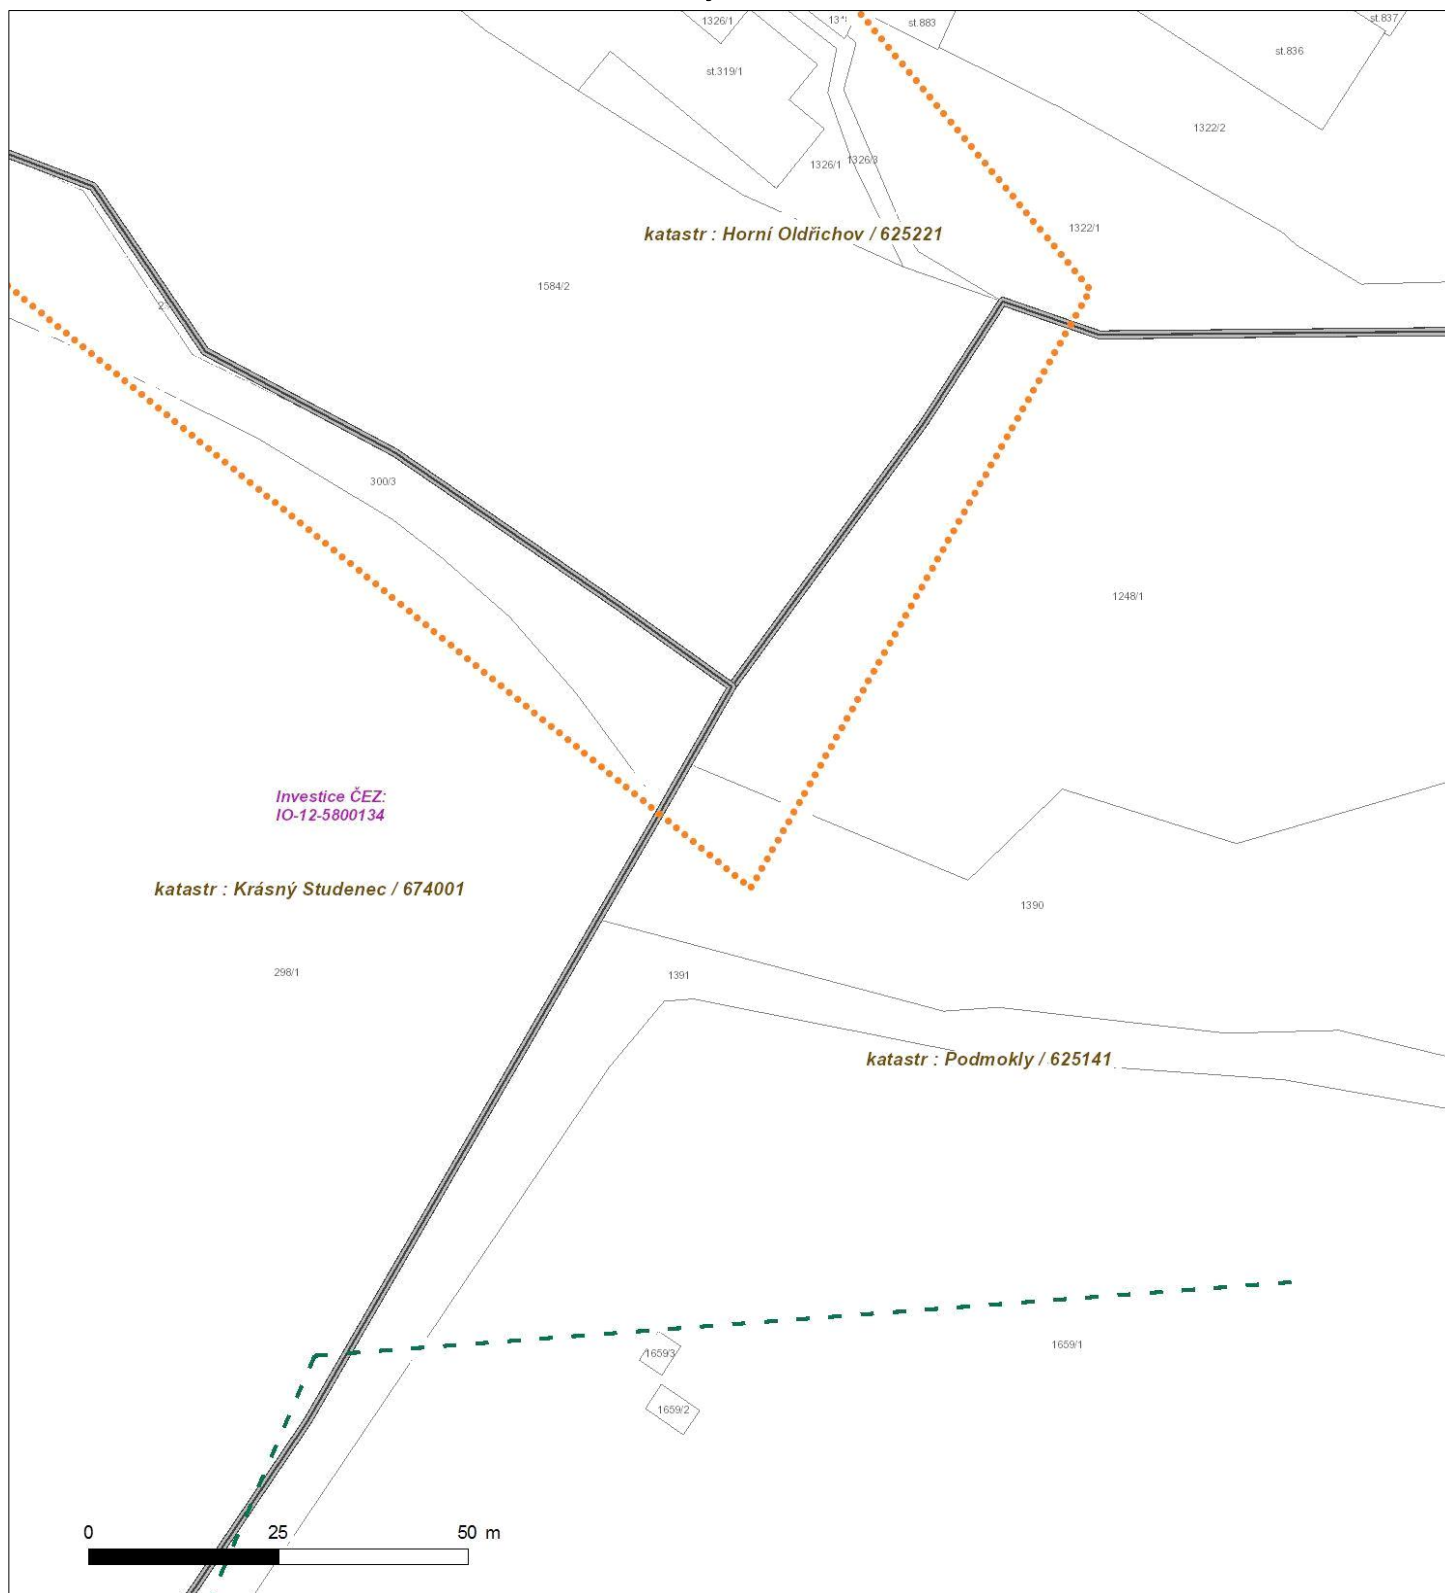 1326/1
st.883
st.837
st.836
st.319/1
1322/2
1326/1
1326/3
katastr : Horní Oldřichov / 625221
1322/1
1584/2
2
300/3
1248/1
Investice ČEZ:
IO-12-5800134
katastr : Krásný Studenec / 674001
1390
298/1
1391
katastr : Podmokly / 625141
1659/1
1659/3
1659/2
0 25 50 m